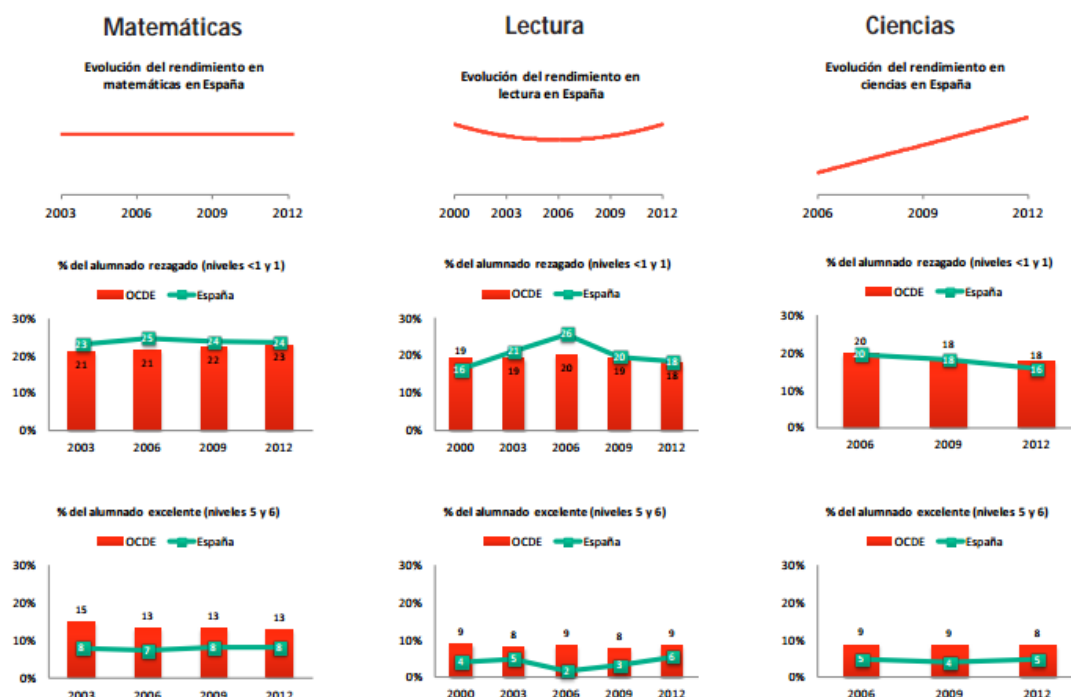 Matemáticas
Lectura
Ciencias
Evolución del rendimiento en
matemáticas en España
Evolución del rendimiento en
lectura en España
Evolución del rendimiento en
ciencias en España
2003 2006 2009 2012
2000 2003 2006 2009 2012
2006 2009 2012
% del alumnado rezagado (niveles <1 y 1)
OCDE España
30%
20%
10%
0%
23 25 24 24
21 21 22 23
2003 2006 2009 2012
% del alumnado rezagado (niveles <1 y 1)
OCDE España
30%
20%
10%
0%
19
16 21 26 20 18
19 20 19 18
2000 2003 2006 2009 2012
% del alumnado rezagado (niveles <1 y 1)
OCDE España
30%
20%
10%
0%
20 18 18
20 18 16
2006 2009 2012
% del alumnado excelente (niveles 5 y 6)
OCDE España
30%
20%
10%
0%
15 13 13 13
8 7 8 8
2003 2006 2009 2012
% del alumnado excelente (niveles 5 y 6)
OCDE España
30%
20%
10%
0%
9 8 9 8 9
4 5 2 3 6
2000 2003 2006 2009 2012
% del alumnado excelente (niveles 5 y 6)
OCDE España
30%
20%
10%
0%
9 9 8
5 4 5
2006 2009 2012